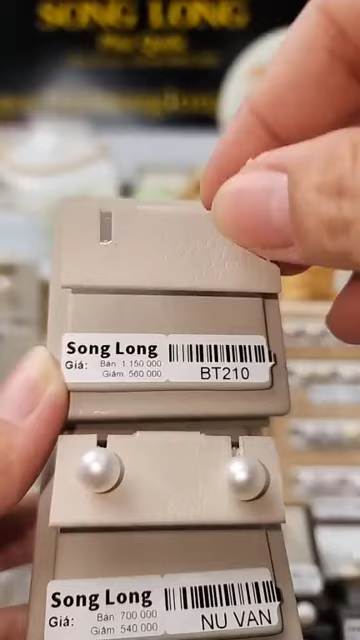 SONG LONG
Song Long
Giá: Bán 1 150 000
Giảm 560 000
BT210
Song Long
Giá: Bán 700 000
Giảm 540 000
NU VAN